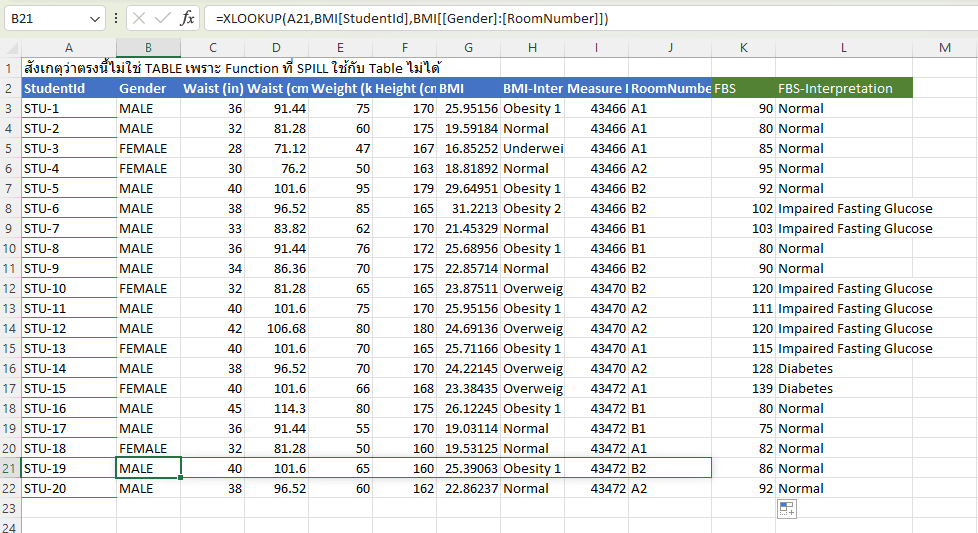 B21 fx =XLOOKUP(A21,BMI[StudentId],BMI[[Gender]:[RoomNumber]])
A B C D E F G H I J K L M
1 สังเกตุว่าตรงนี้ไม่ใช่ TABLE เพราะ Function ที่ SPILL ใช้กับ Table ไม่ได้
2 StudentId Gender Waist (in) Waist (cm Weight (k Height (cm BMI BMI-Inter Measure I RoomNumbe FBS FBS-Interpretation
3 STU-1 MALE 36 91.44 75 170 25.95156 Obesity 1 43466 A1 90 Normal
4 STU-2 MALE 32 81.28 60 175 19.59184 Normal 43466 A1 80 Normal
5 STU-3 FEMALE 28 71.12 47 167 16.85252 Underwei 43466 A1 85 Normal
6 STU-4 FEMALE 30 76.2 50 163 18.81892 Normal 43466 A2 95 Normal
7 STU-5 MALE 40 101.6 95 179 29.64951 Obesity 1 43466 B2 92 Normal
8 STU-6 MALE 38 96.52 85 165 31.2213 Obesity 2 43466 B2 102 Impaired Fasting Glucose
9 STU-7 MALE 33 83.82 62 170 21.45329 Normal 43466 B1 103 Impaired Fasting Glucose
10 STU-8 MALE 36 91.44 76 172 25.68956 Obesity 1 43466 B1 80 Normal
11 STU-9 MALE 34 86.36 70 175 22.85714 Normal 43466 B2 90 Normal
12 STU-10 FEMALE 32 81.28 65 165 23.87511 Overweig 43470 B2 120 Impaired Fasting Glucose
13 STU-11 MALE 40 101.6 75 170 25.95156 Obesity 1 43470 A2 111 Impaired Fasting Glucose
14 STU-12 MALE 42 106.68 80 180 24.69136 Overweig 43470 A2 120 Impaired Fasting Glucose
15 STU-13 FEMALE 40 101.6 70 165 25.71166 Obesity 1 43470 A1 115 Impaired Fasting Glucose
16 STU-14 MALE 38 96.52 70 170 24.22145 Overweig 43470 A2 128 Diabetes
17 STU-15 FEMALE 40 101.6 66 168 23.38435 Overweig 43472 A1 139 Diabetes
18 STU-16 MALE 45 114.3 80 175 26.12245 Obesity 1 43472 B1 80 Normal
19 STU-17 MALE 36 91.44 55 170 19.03114 Normal 43472 B1 75 Normal
20 STU-18 FEMALE 32 81.28 50 160 19.53125 Normal 43472 A1 82 Normal
21 STU-19 MALE 40 101.6 65 160 25.39063 Obesity 1 43472 B2 86 Normal
22 STU-20 MALE 38 96.52 60 162 22.86237 Normal 43472 A2 92 Normal
23
24